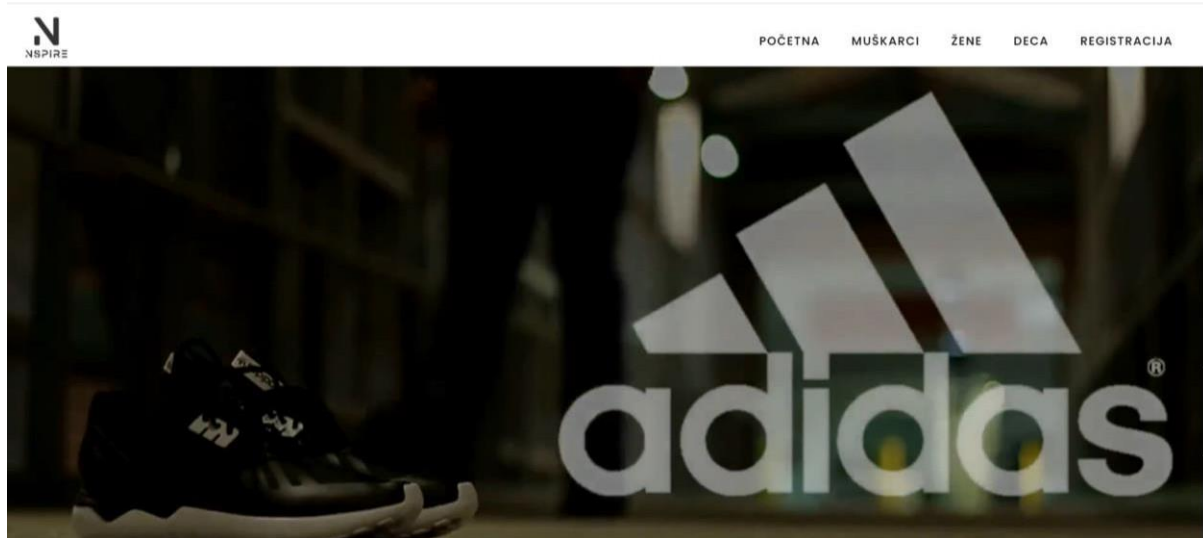 N
NSPIRE
POČETNA MUŠKARCI ŽENE DECA REGISTRACIJA
adidas®